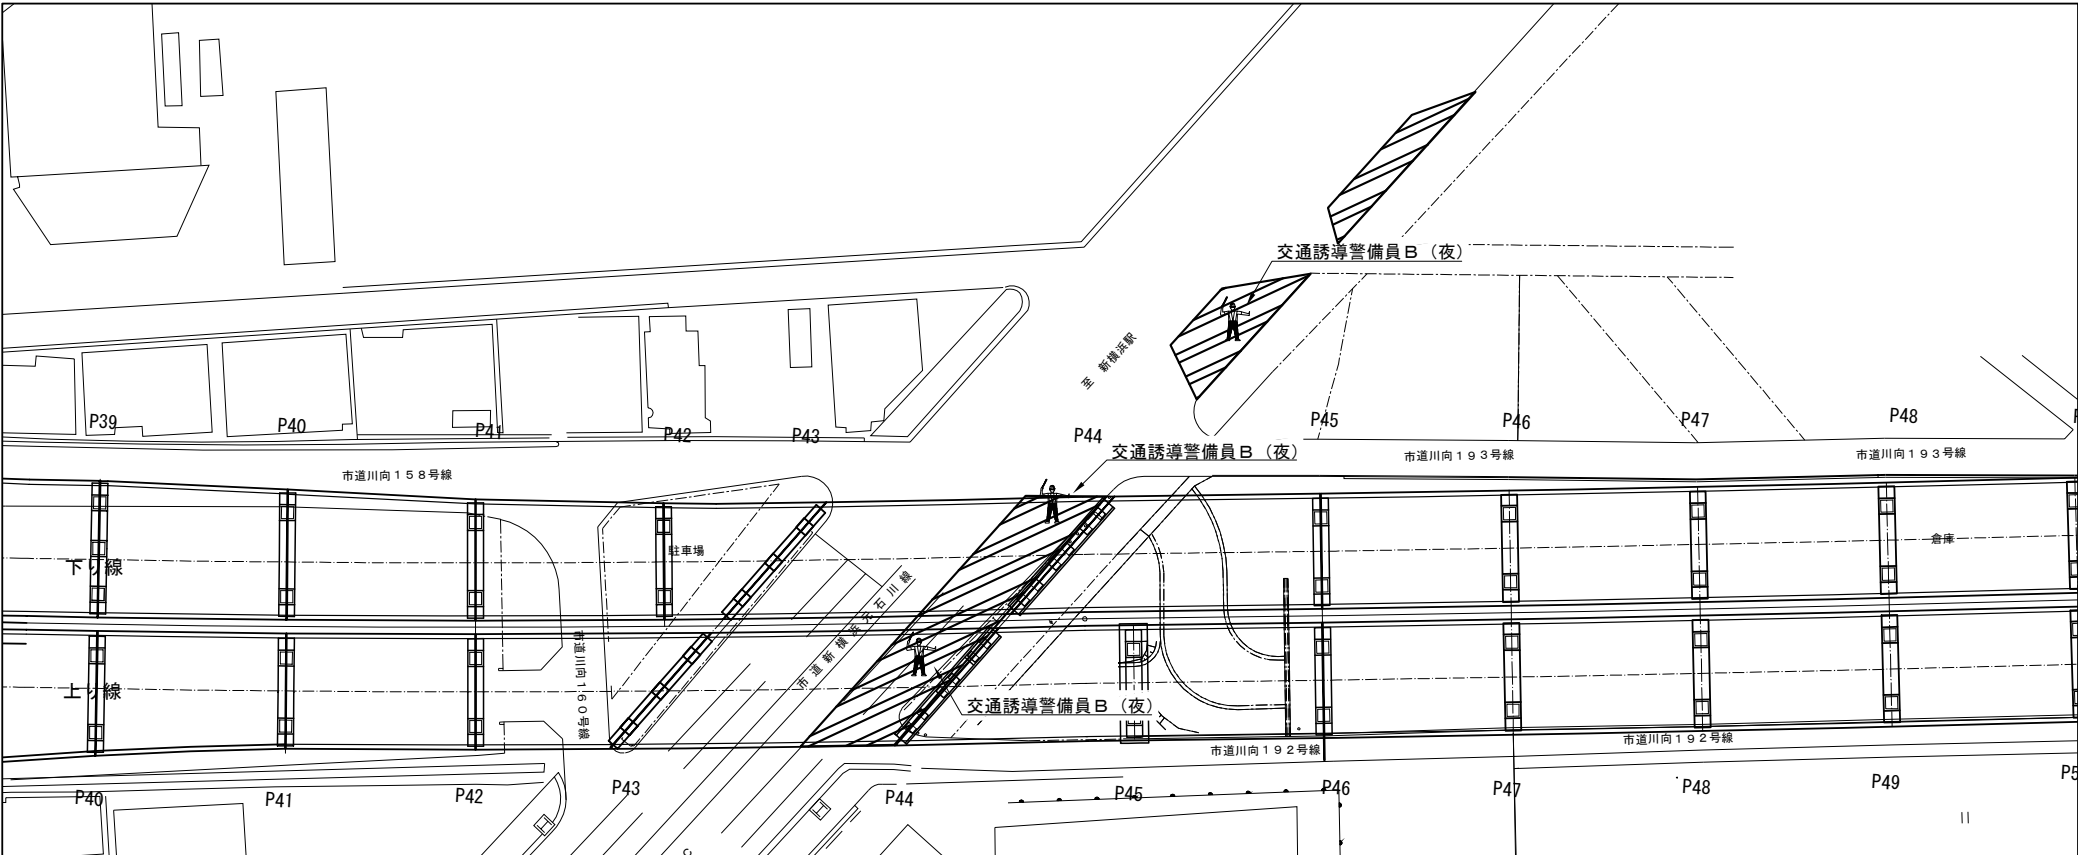 交通誘導警備員Ｂ（夜）
至　新横浜駅
P39
P40
P41
P42
P43
P44
P45
P46
P47
P48
交通誘導警備員Ｂ（夜）
市道川向１９３号線
市道川向１９３号線
市道川向１５８号線
駐車場
倉庫
下り線
市道新横浜元石川線
市道川向１６０号線
上り線
交通誘導警備員Ｂ（夜）
市道川向１９２号線
市道川向１９２号線
P40
P41
P42
P43
P44
P45
P46
P47
P48
P49